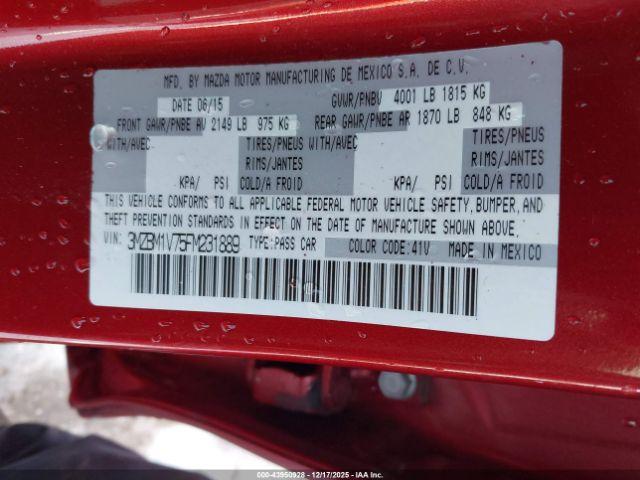 MFD. BY MAZDA MOTOR MANUFACTURING DE MEXICO S.A. DE C.V.
DATE 06/15 GVWR/PNBV 4001 LB 1815 KG
FRONT GAWR/PNBE AV 2149 LB 975 KG REAR GAWR/PNBE AR 1870 LB 848 KG
WITH/AVEC TIRES/PNEUS WITH/AVEC TIRES/PNEUS
RIMS/JANTES RIMS/JANTES
KPA/ PSI COLD/A FROID KPA/ PSI COLD/A FROID
THIS VEHICLE CONFORMS TO ALL APPLICABLE FEDERAL MOTOR VEHICLE SAFETY, BUMPER, AND
THEFT PREVENTION STANDARDS IN EFFECT ON THE DATE OF MANUFACTURE SHOWN ABOVE.
VIN: 3MZBM1V75FM231889 TYPE:PASS CAR COLOR CODE:41V MADE IN MEXICO
000-43950928 - 12/17/2025 - IAAI.COM